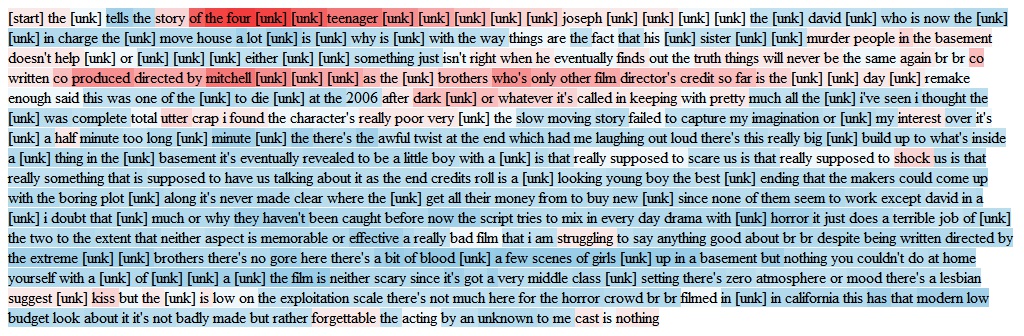 [start] the [unk] tells the story of the four [unk] [unk] teenager [unk] [unk] [unk] [unk] [unk] joseph [unk] [unk] [unk] [unk] the [unk] david [unk] who is now the [unk]
[unk] in charge the [unk] move house a lot [unk] is [unk] why is [unk] with the way things are the fact that his [unk] sister [unk] [unk] murder people in the basement
doesn't help [unk] or [unk] [unk] [unk] either [unk] [unk] something just isn't right when he eventually finds out the truth things will never be the same again br br co
written co produced directed by mitchell [unk] [unk] [unk] as the [unk] brothers who's only other film director's credit so far is the [unk] [unk] day [unk] remake
enough said this was one of the [unk] to die [unk] at the 2006 after dark [unk] or whatever it's called in keeping with pretty much all the [unk] i've seen i thought the
[unk] was complete total utter crap i found the character's really poor very [unk] the slow moving story failed to capture my imagination or [unk] my interest over it's
[unk] a half minute too long [unk] minute [unk] the there's the awful twist at the end which had me laughing out loud there's this really big [unk] build up to what's inside
a [unk] thing in the [unk] basement it's eventually revealed to be a little boy with a [unk] is that really supposed to scare us is that really supposed to shock us is that
really something that is supposed to have us talking about it as the end credits roll is a [unk] looking young boy the best [unk] ending that the makers could come up
with the boring plot [unk] along it's never made clear where the [unk] get all their money from to buy new [unk] since none of them seem to work except david in a
[unk] i doubt that [unk] much or why they haven't been caught before now the script tries to mix in every day drama with [unk] horror it just does a terrible job of [unk]
the two to the extent that neither aspect is memorable or effective a really bad film that i am struggling to say anything good about br br despite being written directed by
the extreme [unk] brothers there's no gore here there's a bit of blood [unk] a few scenes of girls [unk] up in a basement but nothing you couldn't do at home
yourself with a [unk] of [unk] [unk] a [unk] the film is neither scary since it's got a very middle class [unk] setting there's zero atmosphere or mood there's a lesbian
suggest [unk] kiss but the [unk] is low on the exploitation scale there's not much here for the horror crowd br br filmed in [unk] in california this has that modern low
budget look about it it's not badly made but rather forgettable the acting by an unknown to me cast is nothing